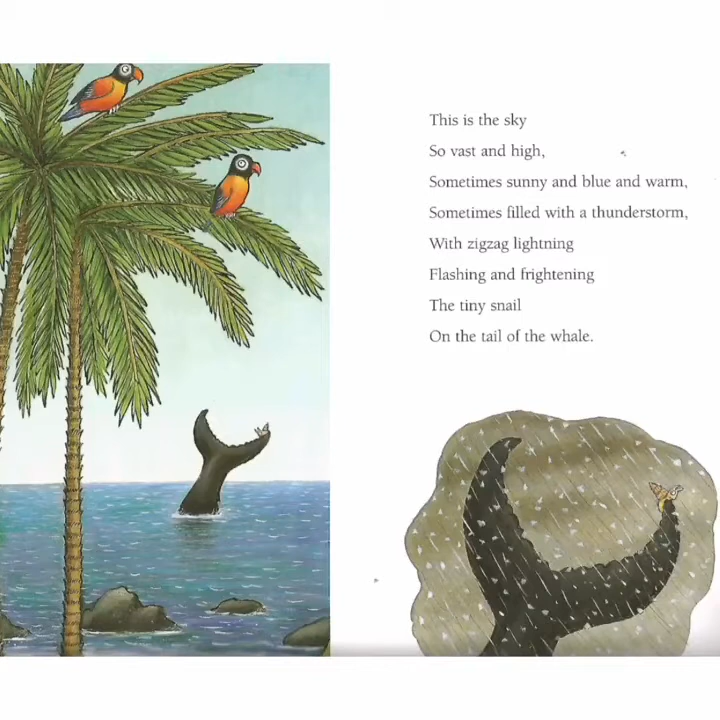 This is the sky
So vast and high,
Sometimes sunny and blue and warm,
Sometimes filled with a thunderstorm,
With zigzag lightning
Flashing and frightening
The tiny snail
On the tail of the whale.